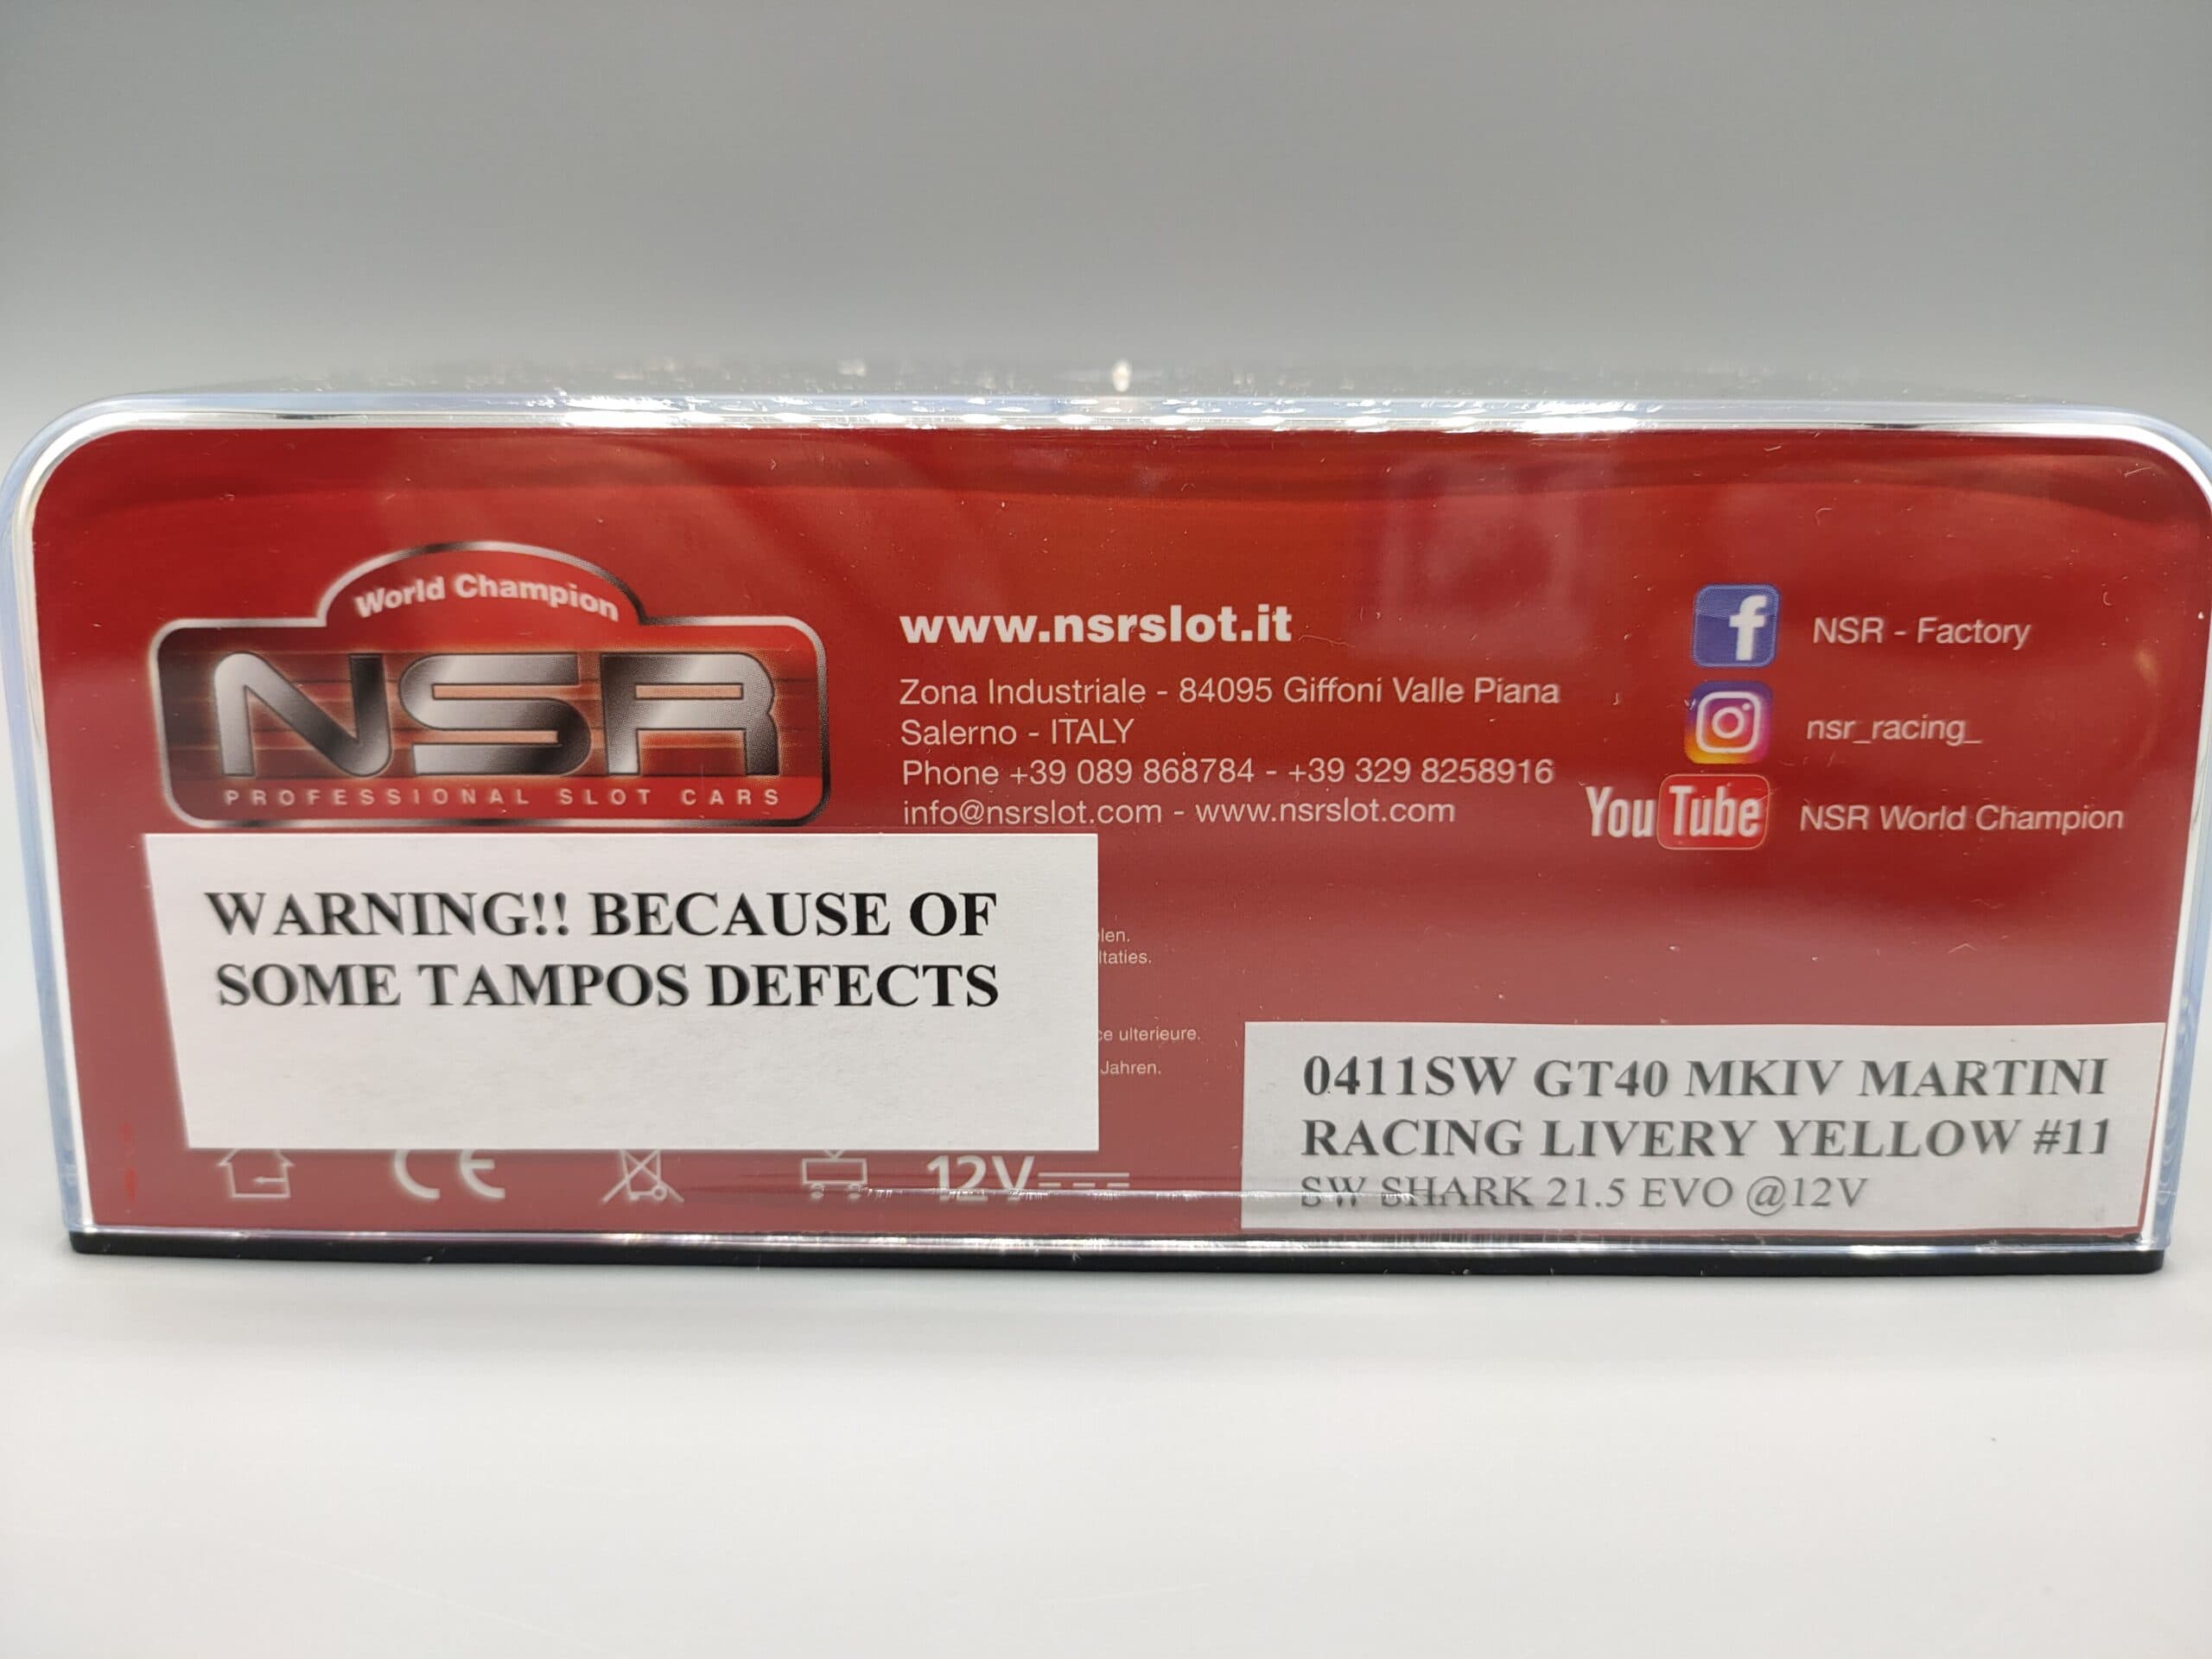 World Champion
NSR
PROFESSIONAL SLOT CARS
www.nsrslot.it
Zona Industriale - 84095 Giffoni Valle Piana
Salerno - ITALY
Phone +39 089 868784 - +39 329 8258916
info@nsrslot.com - www.nsrslot.com
f
NSR - Factory
nsr_racing_
YouTube
NSR World Champion
WARNING!! BECAUSE OF
SOME TAMPOS DEFECTS
ulterieure.
Jahren.
CE
12V
0411SW GT40 MKIV MARTINI
RACING LIVERY YELLOW #11
SW SHARK 21.5 EVO @12V